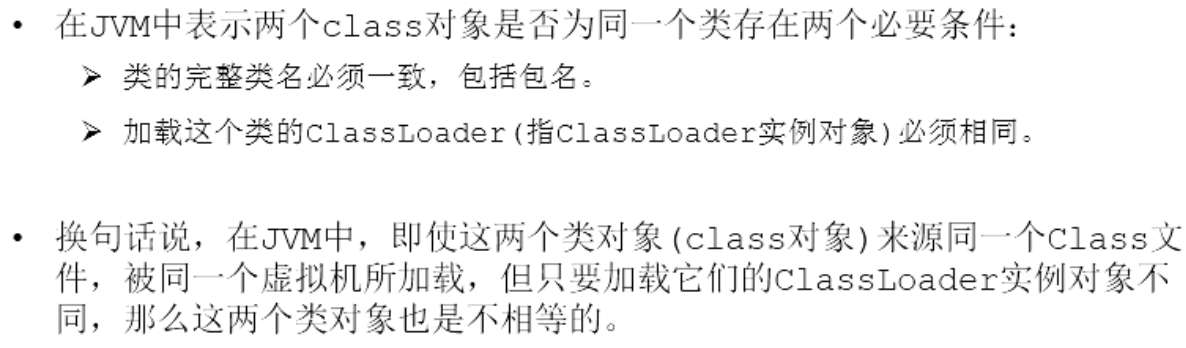 • 在JVM中表示两个class对象是否为同一个类存在两个必要条件：
➢ 类的完整类名必须一致，包括包名。
➢ 加载这个类的ClassLoader(指ClassLoader实例对象)必须相同。
• 换句话说，在JVM中，即使这两个类对象(class对象)来源同一个Class文
件，被同一个虚拟机所加载，但只要加载它们的ClassLoader实例对象不
同，那么这两个类对象也是不相等的。